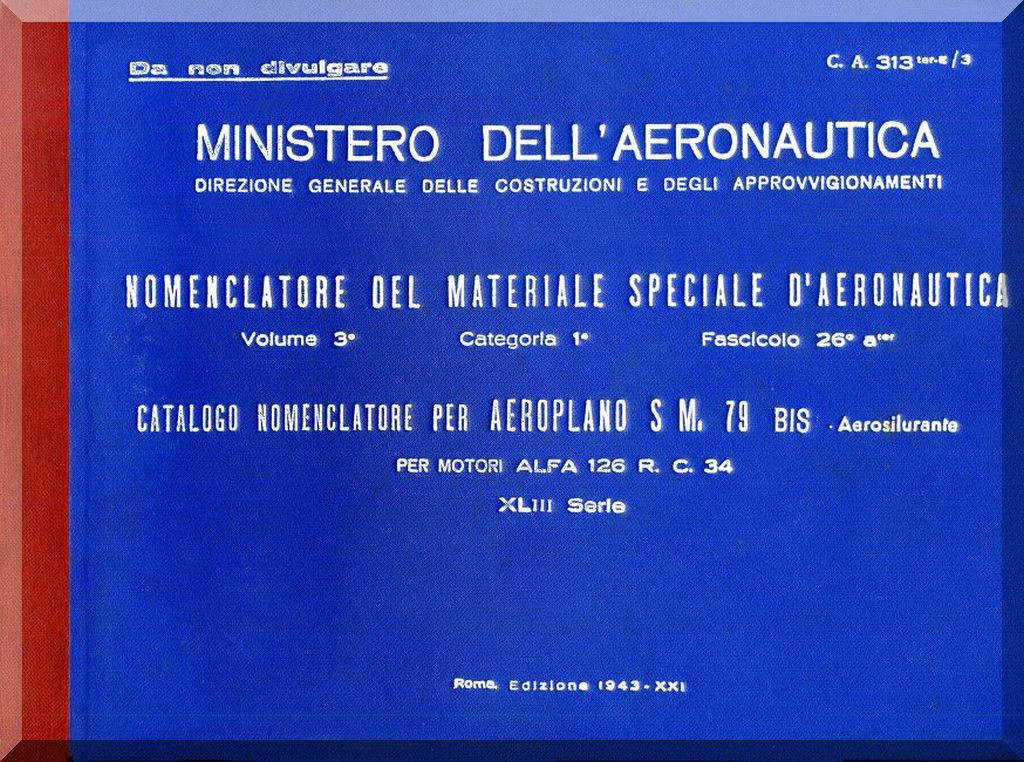 Da non divulgare
C. A. 313 ter-E/3
MINISTERO DELL'AERONAUTICA
DIREZIONE GENERALE DELLE COSTRUZIONI E DEGLI APPROVVIGIONAMENTI
NOMENCLATORE DEL MATERIALE SPECIALE D'AERONAUTICA
Volume 3° Categoria 1ª Fascicolo 26° a ter
CATALOGO NOMENCLATORE PER AEROPLANO S M. 79 BIS - Aerosilurante
PER MOTORI ALFA 126 R. C. 34
XLIII Serie
Roma. Edizione 1943-XXI